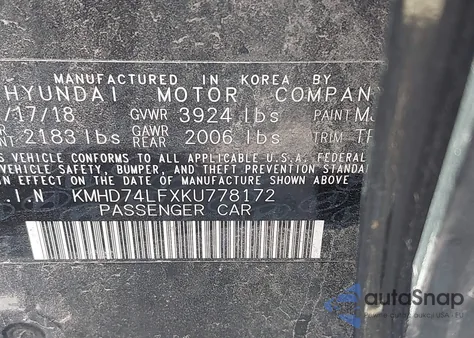 MANUFACTURED IN KOREA BY
HYUNDAI MOTOR COMPAN
/17/18 GVWR 3924 lbs PAINT M
2183 lbs GAWR REAR 2006 lbs TRIM T
S VEHICLE CONFORMS TO ALL APPLICABLE U.S.A. FEDERAL
VEHICLE SAFETY, BUMPER, AND THEFT PREVENTION STANDA
IN EFFECT ON THE DATE OF MANUFACTURE SHOWN ABOVE
.I.N KMHD74LFXKU778172
PASSENGER CAR
autoSnap